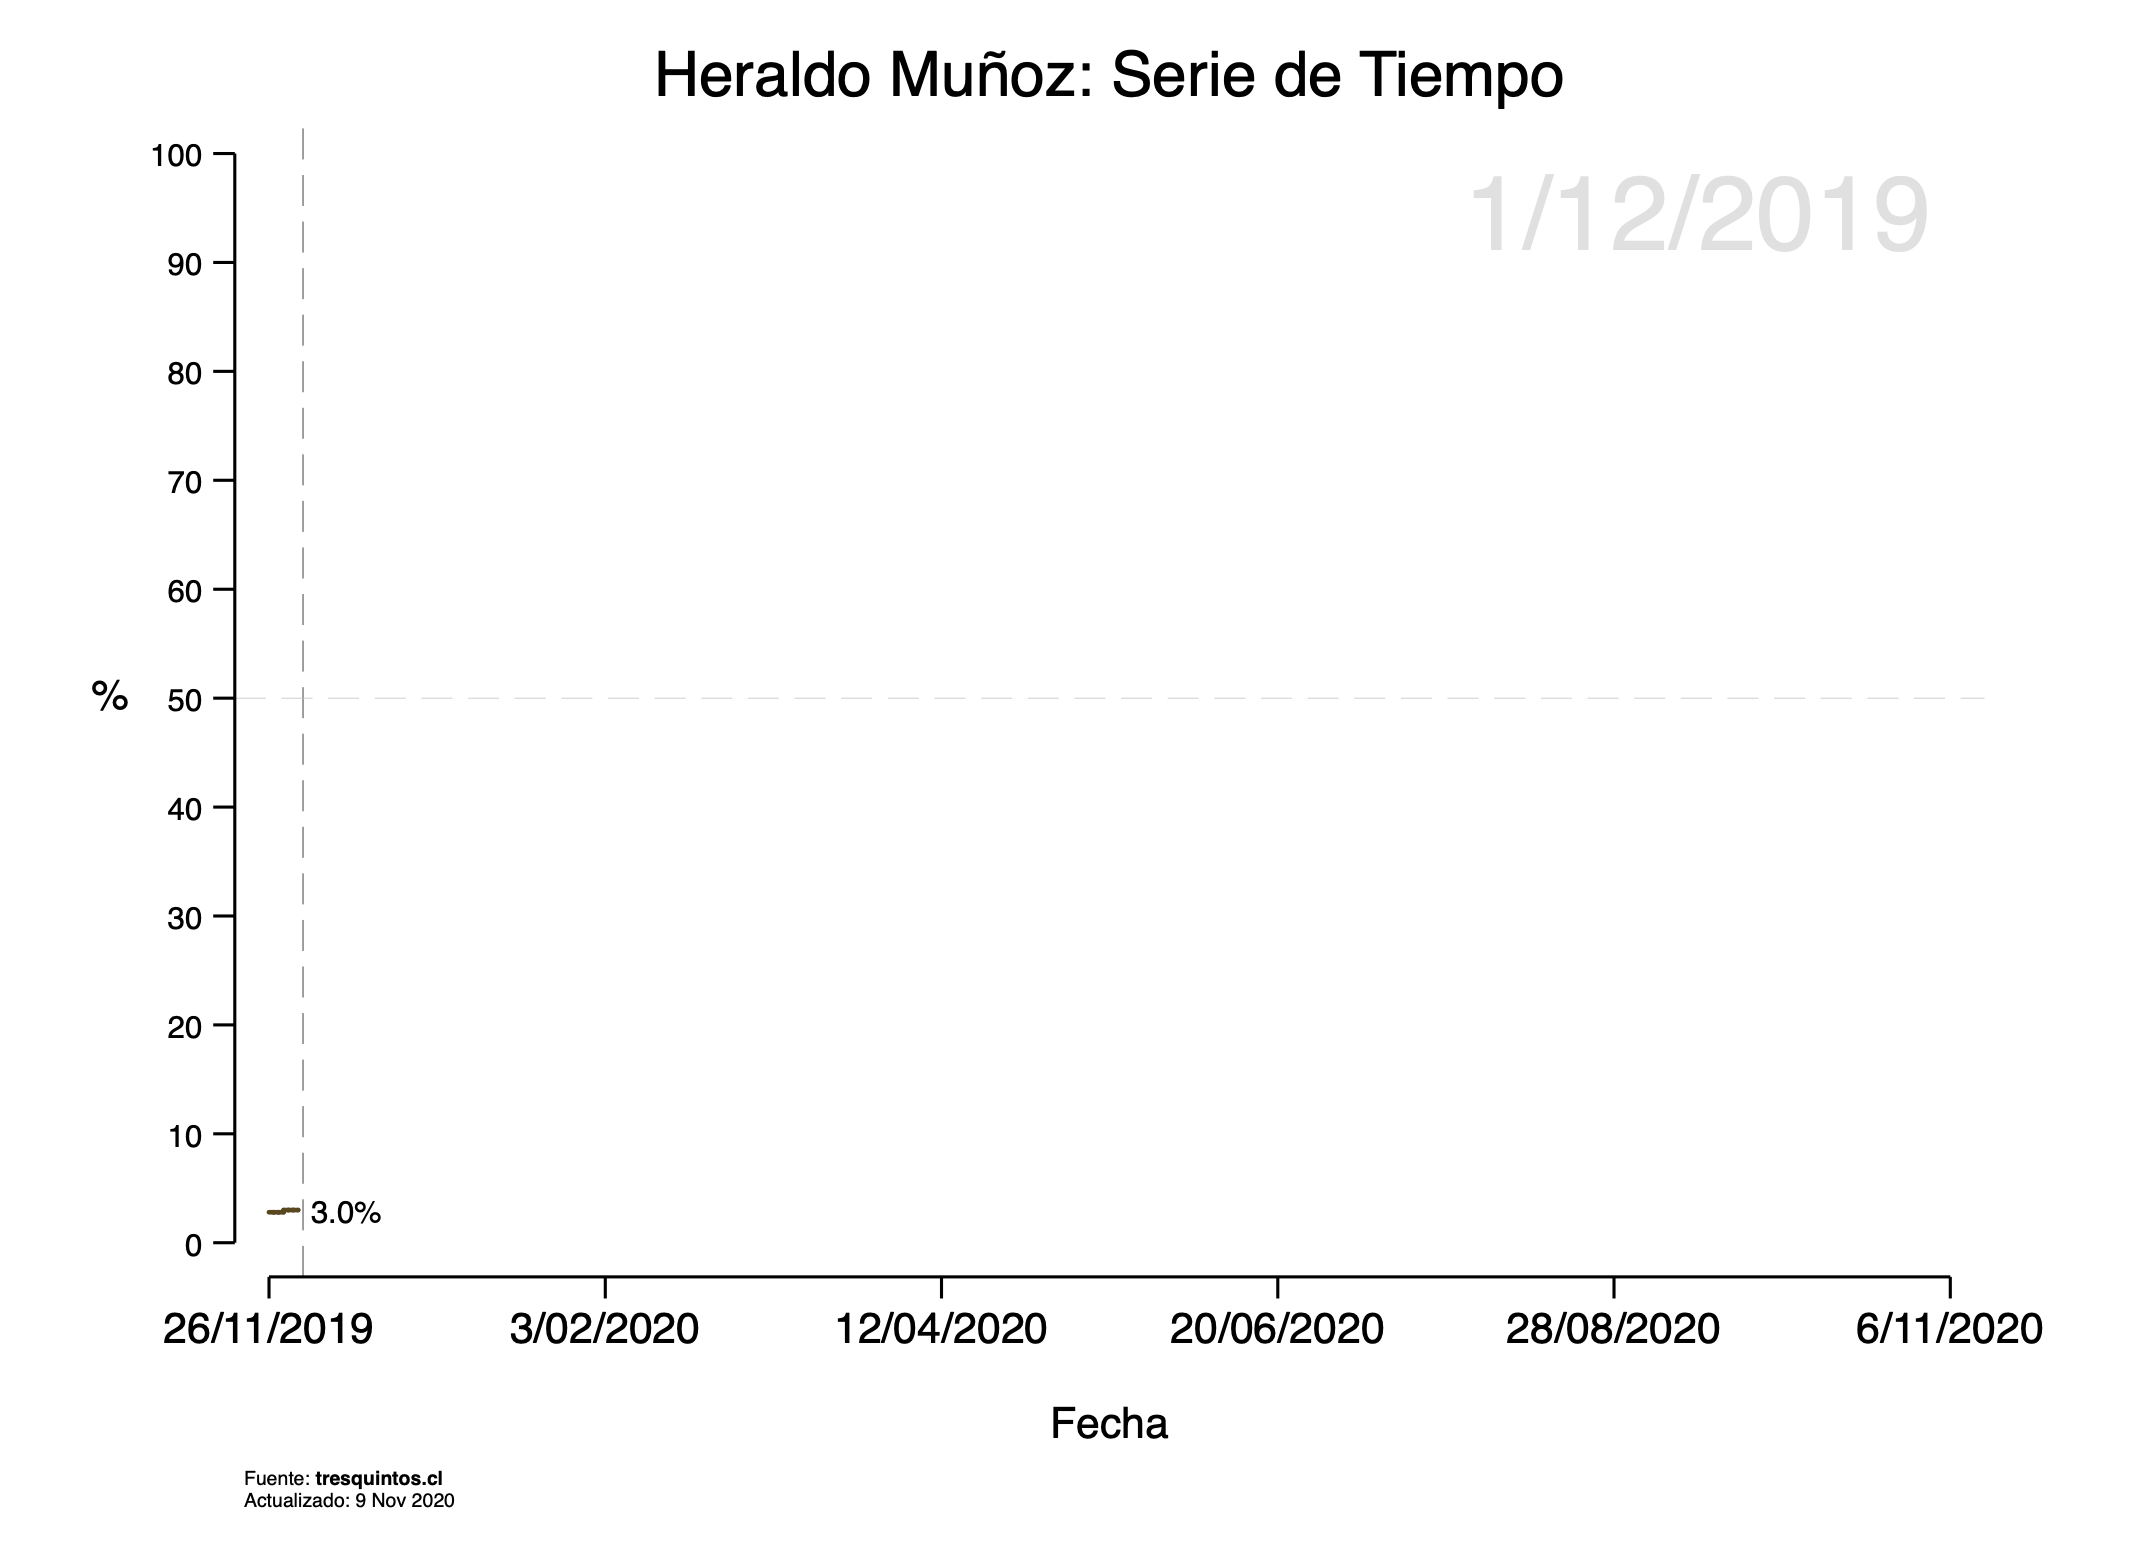 Heraldo Muñoz: Serie de Tiempo
1/12/2019
100
90
80
70
60
%
50
40
30
20
10
0
3.0%
26/11/2019 3/02/2020 12/04/2020 20/06/2020 28/08/2020 6/11/2020
Fecha
Fuente: tresquintos.cl
Actualizado: 9 Nov 2020